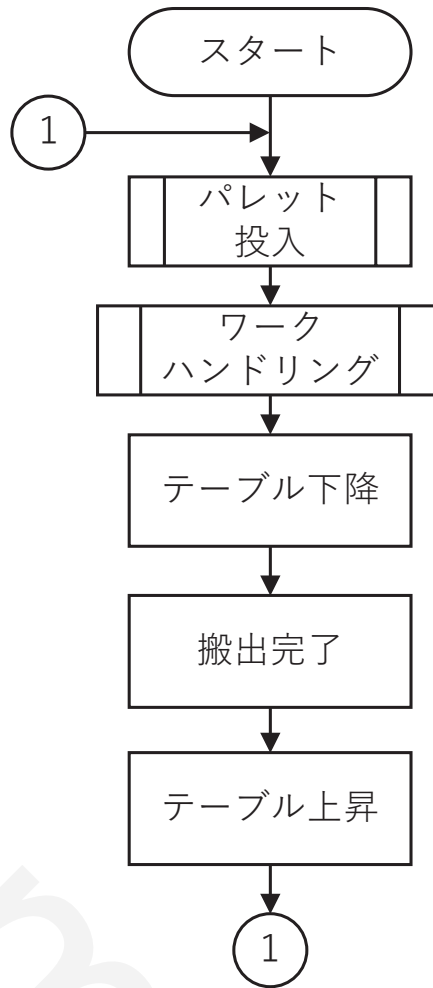 スタート
1
パレット
投入
ワーク
ハンドリング
テーブル下降
搬出完了
テーブル上昇
1